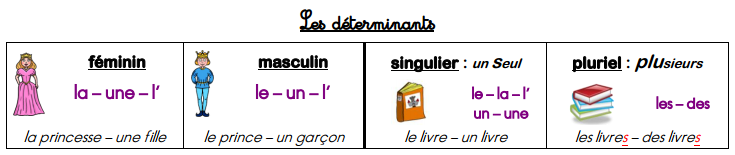 Les déterminants
féminin
la – une – l’
la princesse – une fille
masculin
le – un – l’
le prince – un garçon
singulier : un Seul
le – la – l’
un – une
le livre – un livre
pluriel : plusieurs
les – des
les livres – des livres